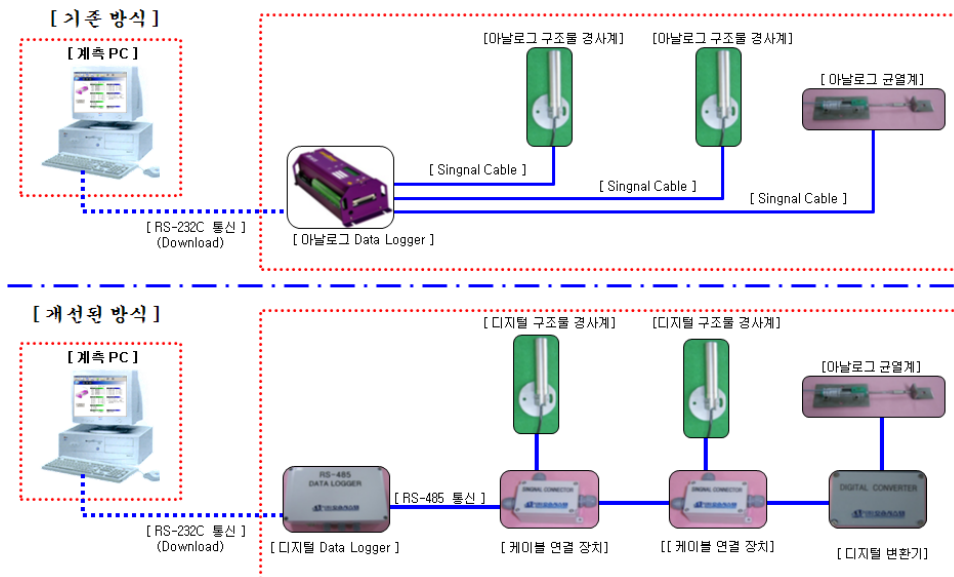 [ 기존 방식 ]
[ 계측 PC ]
[아날로그 구조물 경사계]
[아날로그 구조물 경사계]
[ 아날로그 균열계 ]
[ Singnal Cable ]
[ Singnal Cable ]
[ Singnal Cable ]
[ RS-232C 통신 ]
(Download)
[ 아날로그 Data Logger ]
[ 개선된 방식 ]
[ 계측 PC ]
[ 디지털 구조물 경사계]
[ 디지털 구조물 경사계]
[아날로그 균열계]
RS-485
DATA LOGGER
[ RS-485 통신 ]
SINGNAL CONNECTOR
SINGNAL CONNECTOR
DIGITAL CONVERTER
[ RS-232C 통신 ]
(Download)
[ 디지털 Data Logger ]
[ 케이블 연결 장치]
[[ 케이블 연결 장치]
[ 디지털 변환기 ]